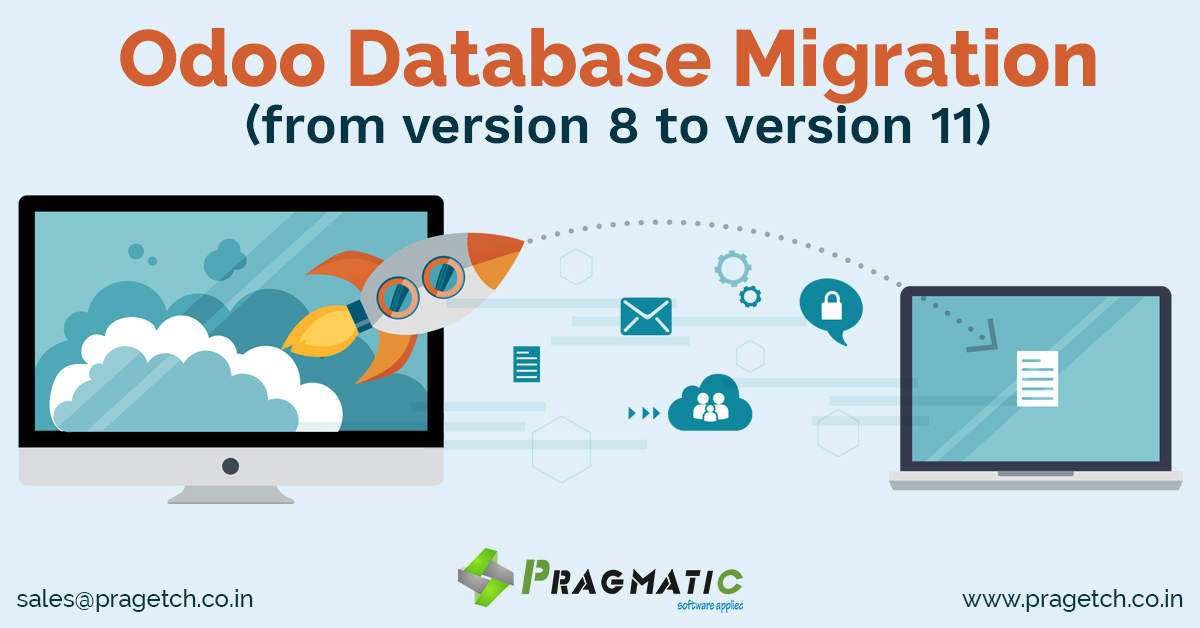 Odoo Database Migration
(from version 8 to version 11)
PRAGMATIC
software applied
sales@pragetch.co.in
www.pragetch.co.in